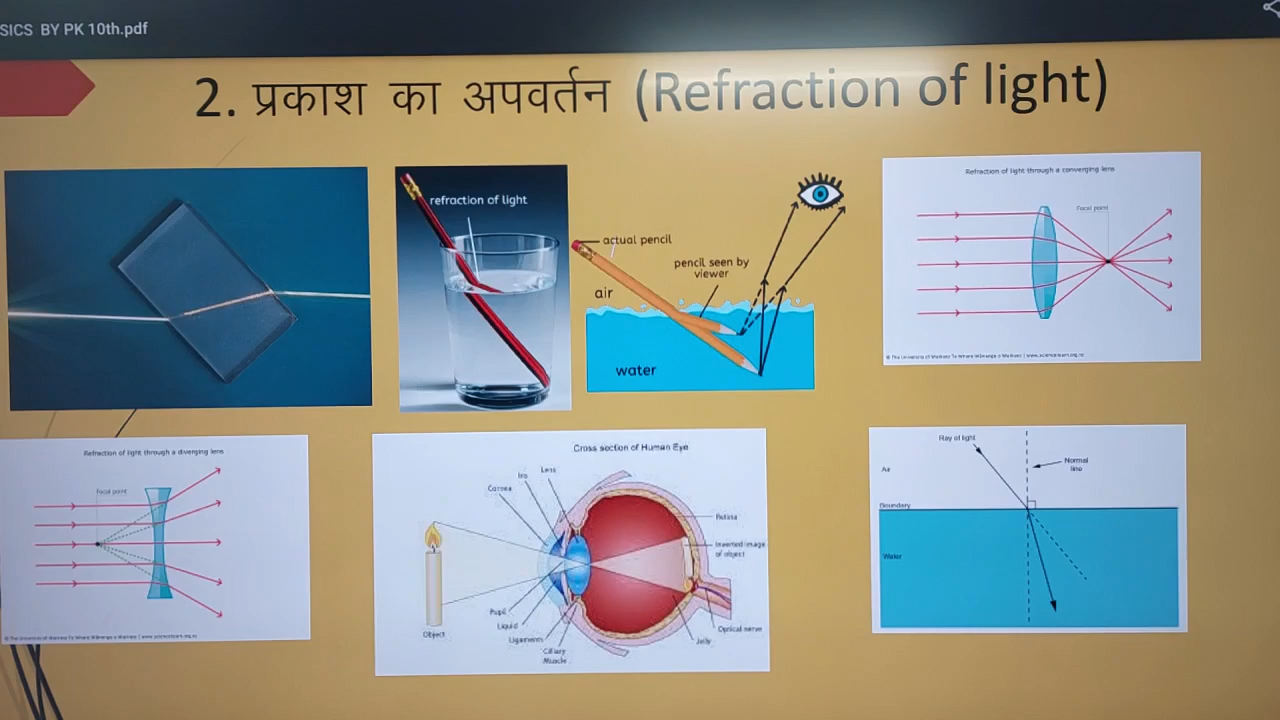 SICS BY PK 10th.pdf
2. प्रकाश का अपवर्तन (Refraction of light)
refraction of light
actual pencil
pencil seen by
viewer
air
water
Refraction of light through a converging lens
Focal point
Refraction of light through a diverging lens
Focal point
Cross section of Human Eye
Lens
Iris
Cornea
Retina
Inverted image
of object
Pupil
Liquid
Ligaments
Ciliary
Muscle
Object
Jelly
Optical nerve
Ray of light
Normal
line
Air
Boundary
Water